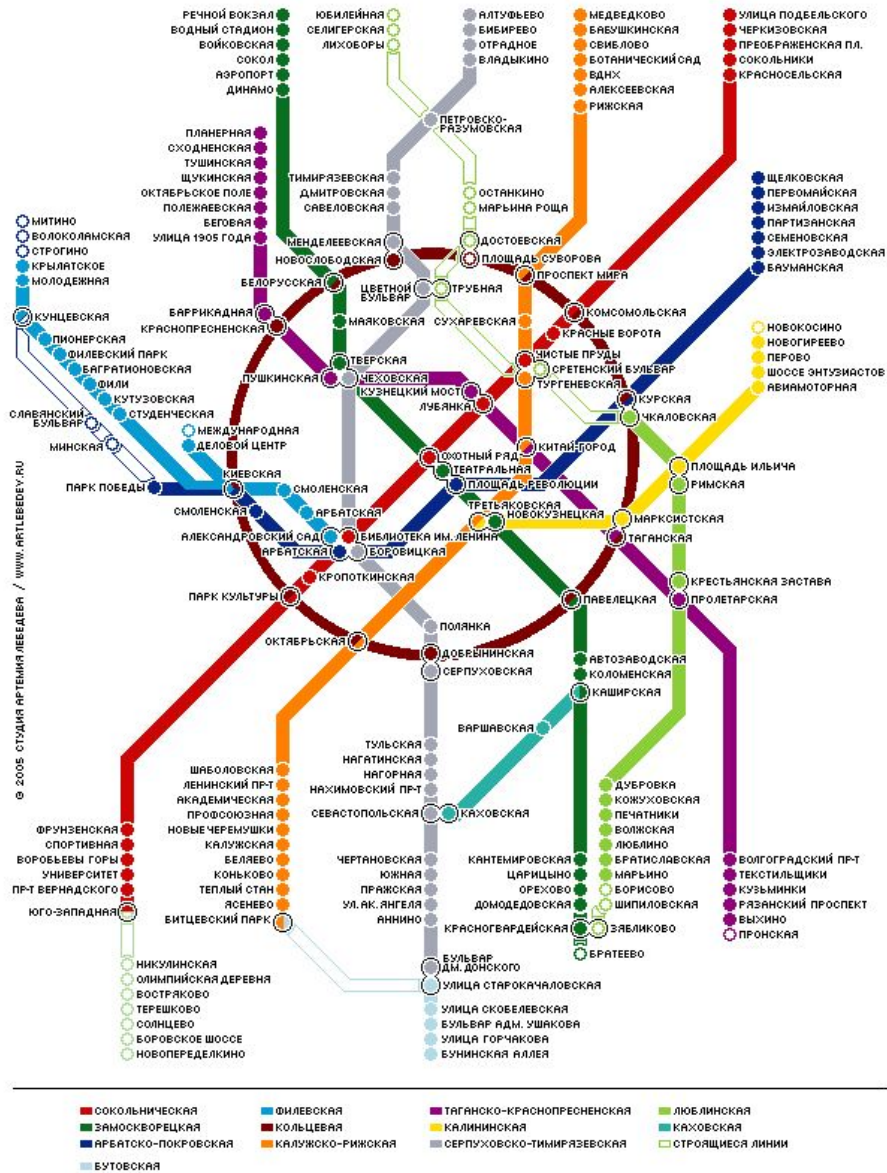 РЕЧНОЙ ВОКЗАЛ
ВОДНЫЙ СТАДИОН
ВОЙКОВСКАЯ
СОКОЛ
АЭРОПОРТ
ДИНАМО
ЮБИЛЕЙНАЯ
СЕЛИГЕРСКАЯ
ЛИХОБОРЫ
АЛТУФЬЕВО
БИБИРЕВО
ОТРАДНОЕ
ВЛАДЫКИНО
МЕДВЕДКОВО
БАБУШКИНСКАЯ
СВИБЛОВО
БОТАНИЧЕСКИЙ САД
ВДНХ
АЛЕКСЕЕВСКАЯ
РИЖСКАЯ
УЛИЦА ПОДБЕЛЬСКОГО
ЧЕРКИЗОВСКАЯ
ПРЕОБРАЖЕНСКАЯ ПЛ.
СОКОЛЬНИКИ
КРАСНОСЕЛЬСКАЯ
ПЕТРОВСКО-
РАЗУМОВСКАЯ
ПЛАНЕРНАЯ
СХОДНЕНСКАЯ
ТУШИНСКАЯ
ЩУКИНСКАЯ
ОКТЯБРЬСКОЕ ПОЛЕ
ПОЛЕЖАЕВСКАЯ
БЕГОВАЯ
УЛИЦА 1905 ГОДА
ТИМИРЯЗЕВСКАЯ
ДМИТРОВСКАЯ
САВЕЛОВСКАЯ
ОСТАНКИНО
МАРЬИНА РОЩА
ЩЕЛКОВСКАЯ
ПЕРВОМАЙСКАЯ
ИЗМАЙЛОВСКАЯ
ПАРТИЗАНСКАЯ
СЕМЕНОВСКАЯ
ЭЛЕКТРОЗАВОДСКАЯ
БАУМАНСКАЯ
МИТИНО
ВОЛОКОЛАМСКАЯ
СТРОГИНО
КРЫЛАТСКОЕ
МОЛОДЕЖНАЯ
МЕНДЕЛЕЕВСКАЯ
НОВОСЛОБОДСКАЯ
ДОСТОЕВСКАЯ
ПЛОЩАДЬ СУВОРОВА
ПРОСПЕКТ МИРА
БЕЛОРУССКАЯ
ЦВЕТНОЙ
БУЛЬВАР
ТРУБНАЯ
КУНЦЕВСКАЯ
БАРРИКАДНАЯ
КРАСНОПРЕСНЕНСКАЯ
МАЯКОВСКАЯ
СУХАРЕВСКАЯ
КОМСОМОЛЬСКАЯ
КРАСНЫЕ ВОРОТА
НОВОКОСИНО
НОВОГИРЕЕВО
ПЕРОВО
ШОССЕ ЭНТУЗИАСТОВ
АВИАМОТОРНАЯ
ПИОНЕРСКАЯ
ФИЛЕВСКИЙ ПАРК
БАГРАТИОНОВСКАЯ
ФИЛИ
КУТУЗОВСКАЯ
СТУДЕНЧЕСКАЯ
ТВЕРСКАЯ
ПУШКИНСКАЯ
ЧЕХОВСКАЯ
КУЗНЕЦКИЙ МОСТ
ЛУБЯНКА
ЧИСТЫЕ ПРУДЫ
СРЕТЕНСКИЙ БУЛЬВАР
ТУРГЕНЕВСКАЯ
КУРСКАЯ
ЧКАЛОВСКАЯ
СЛАВЯНСКИЙ
БУЛЬВАР
МИНСКАЯ
МЕЖДУНАРОДНАЯ
ДЕЛОВОЙ ЦЕНТР
ОХОТНЫЙ РЯД
ТЕАТРАЛЬНАЯ
КИТАЙ-ГОРОД
ПЛОЩАДЬ ИЛЬИЧА
РИМСКАЯ
ПАРК ПОБЕДЫ
КИЕВСКАЯ
СМОЛЕНСКАЯ
АРБАТСКАЯ
СМОЛЕНСКАЯ
ПЛОЩАДЬ РЕВОЛЮЦИИ
ТРЕТЬЯКОВСКАЯ
НОВОКУЗНЕЦКАЯ
МАРКСИСТСКАЯ
ТАГАНСКАЯ
АЛЕКСАНДРОВСКИЙ САД
БИБЛИОТЕКА ИМ. ЛЕНИНА
АРБАТСКАЯ
БОРОВИЦКАЯ
КРОПОТКИНСКАЯ
ПАРК КУЛЬТУРЫ
КРЕСТЬЯНСКАЯ ЗАСТАВА
ПРОЛЕТАРСКАЯ
ПАВЕЛЕЦКАЯ
ПОЛЯНКА
ОКТЯБРЬСКАЯ
ДОБРЫНИНСКАЯ
СЕРПУХОВСКАЯ
АВТОЗАВОДСКАЯ
КОЛОМЕНСКАЯ
КАШИРСКАЯ
ВАРШАВСКАЯ
КАХОВСКАЯ
© 2005 СТУДИЯ АРТЕМИЯ ЛЕБЕДЕВА / WWW.ARTLEBEDEV.RU
ТУЛЬСКАЯ
НАГАТИНСКАЯ
НАГОРНАЯ
НАХИМОВСКИЙ ПР-Т
СЕВАСТОПОЛЬСКАЯ
ЧЕРТАНОВСКАЯ
ЮЖНАЯ
ПРАЖСКАЯ
УЛ. АК. ЯНГЕЛЯ
АННИНО
БУЛЬВАР
ДМ. ДОНСКОГО
УЛИЦА СТАРОКАЧАЛОВСКАЯ
УЛИЦА СКОБЕЛЕВСКАЯ
БУЛЬВАР АДМ. УШАКОВА
УЛИЦА ГОРЧАКОВА
БУНИНСКАЯ АЛЛЕЯ
ШАБОЛОВСКАЯ
ЛЕНИНСКИЙ ПР-Т
АКАДЕМИЧЕСКАЯ
ПРОФСОЮЗНАЯ
НОВЫЕ ЧЕРЕМУШКИ
КАЛУЖСКАЯ
БЕЛЯЕВО
КОНЬКОВО
ТЕПЛЫЙ СТАН
ЯСЕНЕВО
БИТЦЕВСКИЙ ПАРК
ФРУНЗЕНСКАЯ
СПОРТИВНАЯ
ВОРОБЬЕВЫ ГОРЫ
УНИВЕРСИТЕТ
ПР-Т ВЕРНАДСКОГО
ЮГО-ЗАПАДНАЯ
НИКУЛИНСКАЯ
ОЛИМПИЙСКАЯ ДЕРЕВНЯ
ВОСТРЯКОВО
ТЕРЕШКОВО
СОЛНЦЕВО
БОРОВСКОЕ ШОССЕ
НОВОПЕРЕДЕЛКИНО
КАНТЕМИРОВСКАЯ
ЦАРИЦЫНО
ОРЕХОВО
ДОМОДЕДОВСКАЯ
КРАСНОГВАРДЕЙСКАЯ
БРАТЕЕВО
ДУБРОВКА
КОЖУХОВСКАЯ
ПЕЧАТНИКИ
ВОЛЖСКАЯ
ЛЮБЛИНО
БРАТИСЛАВСКАЯ
МАРЬИНО
БОРИСОВО
ШИПИЛОВСКАЯ
ЗЯБЛИКОВО
ВОЛГОГРАДСКИЙ ПР-Т
ТЕКСТИЛЬЩИКИ
КУЗЬМИНКИ
РЯЗАНСКИЙ ПРОСПЕКТ
ВЫХИНО
ПРОНСКАЯ
СОКОЛЬНИЧЕСКАЯ
ЗАМОСКВОРЕЦКАЯ
АРБАТСКО-ПОКРОВСКАЯ
БУТОВСКАЯ
ФИЛЕВСКАЯ
КОЛЬЦЕВАЯ
КАЛУЖСКО-РИЖСКАЯ
ТАГАНСКО-КРАСНОПРЕСНЕНСКАЯ
КАЛИНИНСКАЯ
СЕРПУХОВСКО-ТИМИРЯЗЕВСКАЯ
ЛЮБЛИНСКАЯ
КАХОВСКАЯ
СТРОЯЩИЕСЯ ЛИНИИ